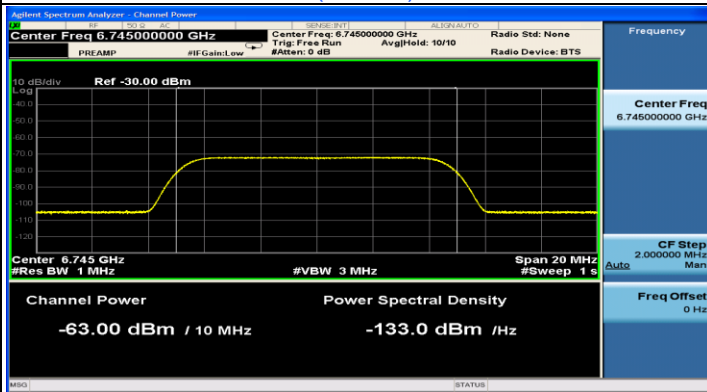 Agilent Spectrum Analyzer - Channel Power
RF 50 Ω AC SENSE:INT ALIGNAUTO
Center Freq 6.745000000 GHz
Center Freq: 6.745000000 GHz
Radio Std: None
Trig: Free Run Avg|Hold: 10/10
PREAMP #IFGain:Low #Atten: 0 dB Radio Device: BTS
10 dB/div Ref -30.00 dBm
Log
-40.0
-50.0
-60.0
-70.0
-80.0
-90.0
-100
-110
-120
Center 6.745 GHz Span 20 MHz
#Res BW 1 MHz #VBW 3 MHz #Sweep 1 s
Channel Power Power Spectral Density
-63.00 dBm / 10 MHz -133.0 dBm /Hz
MSG STATUS
Frequency
Center Freq
6.745000000 GHz
CF Step
2.000000 MHz
Auto Man
Freq Offset
0 Hz